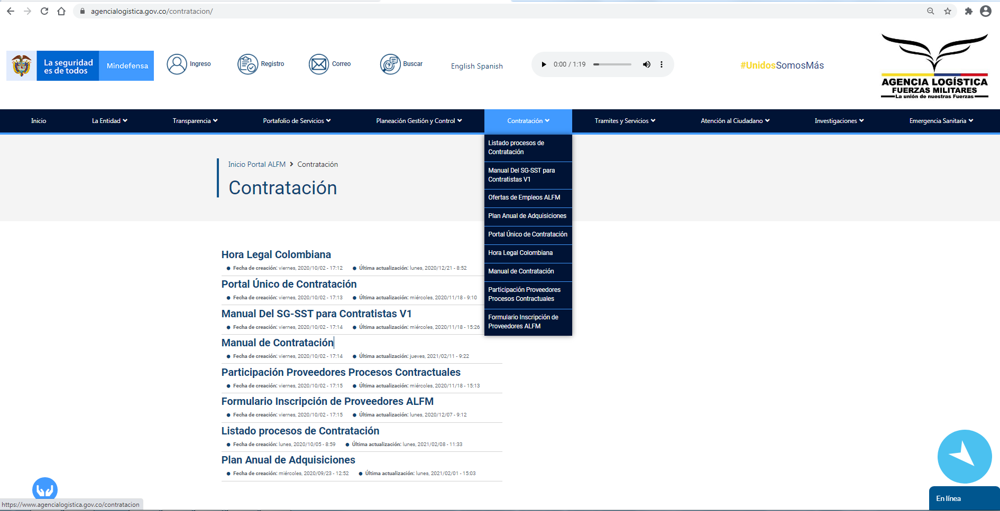 agencialogistica.gov.co/contratacion/
La seguridad
es de todos
Mindefensa
Ingreso
Registro
Correo
Buscar
English Spanish
0:00 / 1:19
#UnidosSomosMás
AGENCIA LOGÍSTICA
FUERZAS MILITARES
La unión de nuestras Fuerzas
Inicio
La Entidad
Transparencia
Portafolio de Servicios
Planeación Gestión y Control
Contratación
Tramites y Servicios
Atención al Ciudadano
Investigaciones
Emergencia Sanitaria
Listado procesos de
Contratación
Manual Del SG-SST para
Contratistas V1
Ofertas de Empleos ALFM
Plan Anual de Adquisiciones
Portal Único de Contratación
Hora Legal Colombiana
Manual de Contratación
Participación Proveedores
Procesos Contractuales
Formulario Inscripción de
Proveedores ALFM
Inicio Portal ALFM > Contratación
Contratación
Hora Legal Colombiana
Fecha de creación: viernes, 2020/10/02 - 17:12 Última actualización: lunes, 2020/12/21 - 8:52
Portal Único de Contratación
Fecha de creación: viernes, 2020/10/02 - 17:13 Última actualización: miércoles, 2020/11/18 - 9:10
Manual Del SG-SST para Contratistas V1
Fecha de creación: viernes, 2020/10/02 - 17:14 Última actualización: miércoles, 2020/11/18 - 15:26
Manual de Contratación
Fecha de creación: viernes, 2020/10/02 - 17:14 Última actualización: jueves, 2021/02/11 - 9:22
Participación Proveedores Procesos Contractuales
Fecha de creación: viernes, 2020/10/02 - 17:15 Última actualización: miércoles, 2020/11/18 - 15:13
Formulario Inscripción de Proveedores ALFM
Fecha de creación: viernes, 2020/10/02 - 17:15 Última actualización: lunes, 2020/12/07 - 9:12
Listado procesos de Contratación
Fecha de creación: lunes, 2020/10/05 - 8:59 Última actualización: lunes, 2021/02/08 - 11:33
Plan Anual de Adquisiciones
Fecha de creación: miércoles, 2020/09/23 - 12:52 Última actualización: lunes, 2021/02/01 - 15:03
En línea
https://www.agencialogistica.gov.co/contratacion